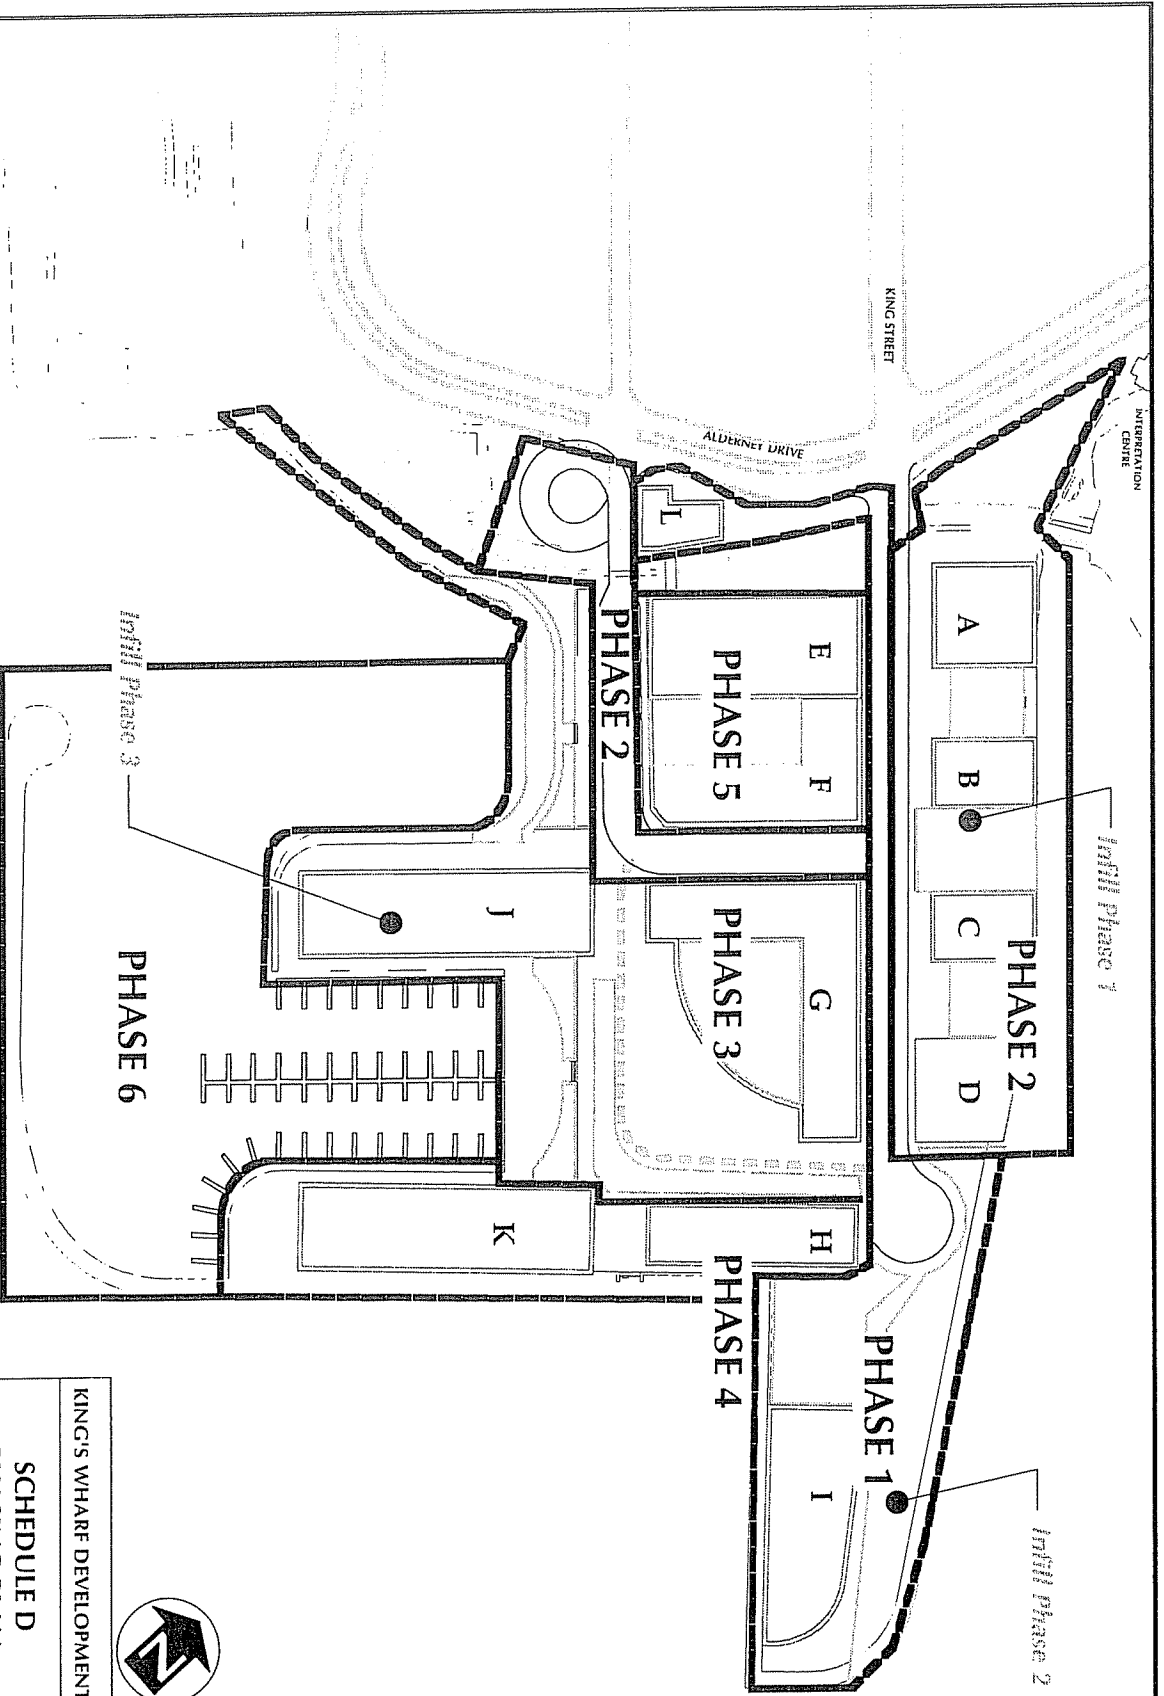 INTERPRETATION
CENTRE
Infill Phase 1
Infill Phase 2
PHASE 2
A
B
C
D
KING STREET
PHASE 1
E
F
G
H
I
ALDERNEY DRIVE
PHASE 5
PHASE 3
PHASE 4
L
PHASE 2
J
K
Infill Phase 3
PHASE 6
N
KING'S WHARF DEVELOPMENT
SCHEDULE D